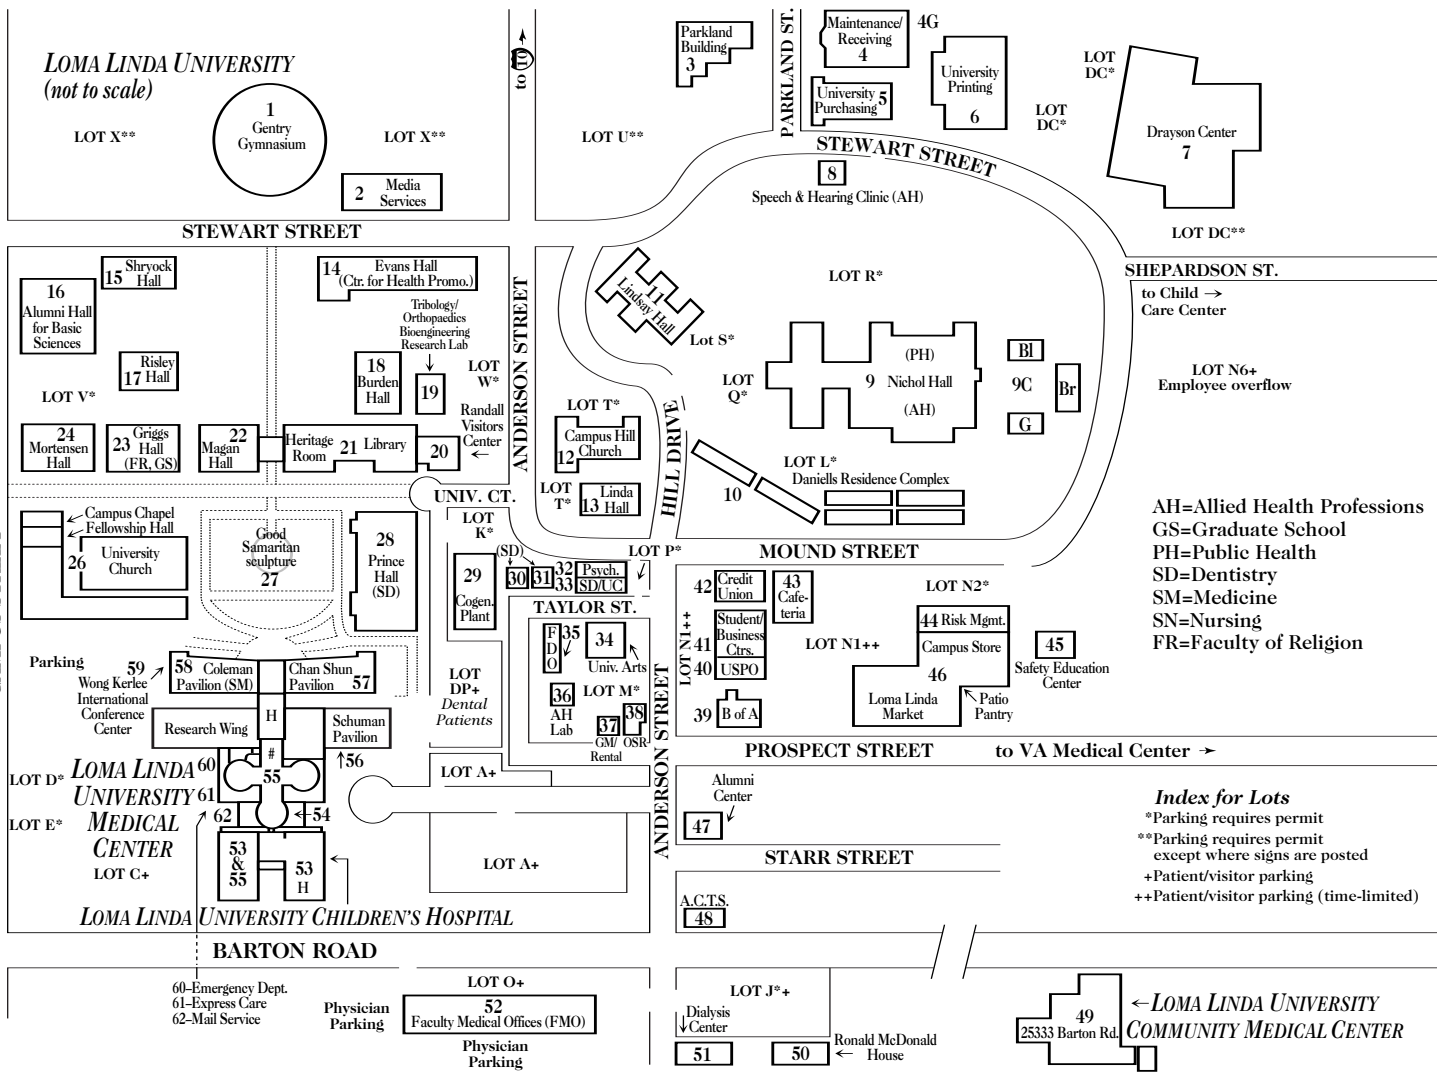 LOMA LINDA UNIVERSITY
(not to scale)
LOT X**
1
Gentry
Gymnasium
LOT X**
2 Media
Services
to 10 →
LOT U**
Parkland
Building
3
PARKLAND ST.
Maintenance/
Receiving
4
4G
University
Purchasing 5
University
Printing
6
LOT
DC*
LOT
DC*
Drayson Center
7
LOT DC**
STEWART STREET
8
Speech & Hearing Clinic (AH)
STEWART STREET
SHEPARDSON ST.
to Child →
Care Center
LOT N6+
Employee overflow
15 Shryock
Hall
16
Alumni Hall
for Basic
Sciences
14 Evans Hall
(Ctr. for Health Promo.)
Tribology/
Orthopaedics
Bioengineering
Research Lab
Risley
17 Hall
18
Burden
Hall
19
LOT
W*
LOT V*
Randall
Visitors
Center
←
24
Mortensen
Hall
23 Griggs
Hall
(FR, GS)
22
Magan
Hall
Heritage
Room
21 Library
20
ANDERSON STREET
11
Lindsay Hall
Lot S*
LOT R*
LOT
Q*
(PH)
9 Nichol Hall
(AH)
Bl
9C
Br
G
LOT T*
Campus Hill
12 Church
LOT
T*
13 Linda
Hall
HILL DRIVE
10
LOT L*
Daniells Residence Complex
UNIV. CT.
MOUND STREET
AH=Allied Health Professions
GS=Graduate School
PH=Public Health
SD=Dentistry
SM=Medicine
SN=Nursing
FR=Faculty of Religion
Campus Chapel
Fellowship Hall
26
University
Church
Good
Samaritan
sculpture
27
28
Prince
Hall
(SD)
LOT
K*
29
Cogen.
Plant
(SD)
30
31
32
33
Psych.
SD/UC
LOT P*
TAYLOR ST.
F
D
O
35
34
Univ. Arts
36
AH
Lab
LOT M*
37
GM/
Rental
38
OSR
LOT
DP+
Dental
Patients
ANDERSON STREET
LOT N1++
42 Credit
Union
43
Cafe-
teria
41
Student/
Business
Ctrs.
40 USPO
39 B of A
LOT N2*
LOT N1++
44 Risk Mgmt.
Campus Store
46
Loma Linda
Market
Patio
Pantry
45
Safety Education
Center
Parking
59
Wong Kerlee
International
Conference
Center
58 Coleman
Pavilion (SM)
Chan Shun
Pavilion 57
H
Research Wing
Schuman
Pavilion
#
↑56
60
55
61
62
←54
LOT D*
LOT E*
LOT C+
LOMA LINDA
UNIVERSITY
MEDICAL
CENTER
53
&
55
53
H
LOMA LINDA UNIVERSITY CHILDREN'S HOSPITAL
LOT A+
LOT A+
PROSPECT STREET to VA Medical Center →
Alumni
Center
47
STARR STREET
A.C.T.S.
48
Index for Lots
*Parking requires permit
**Parking requires permit
except where signs are posted
+Patient/visitor parking
++Patient/visitor parking (time-limited)
BARTON ROAD
60–Emergency Dept.
61–Express Care
62–Mail Service
Physician
Parking
LOT O+
52
Faculty Medical Offices (FMO)
Physician
Parking
LOT J*+
Dialysis
Center
51
50
Ronald McDonald
← House
49
25333 Barton Rd.
←LOMA LINDA UNIVERSITY
COMMUNITY MEDICAL CENTER